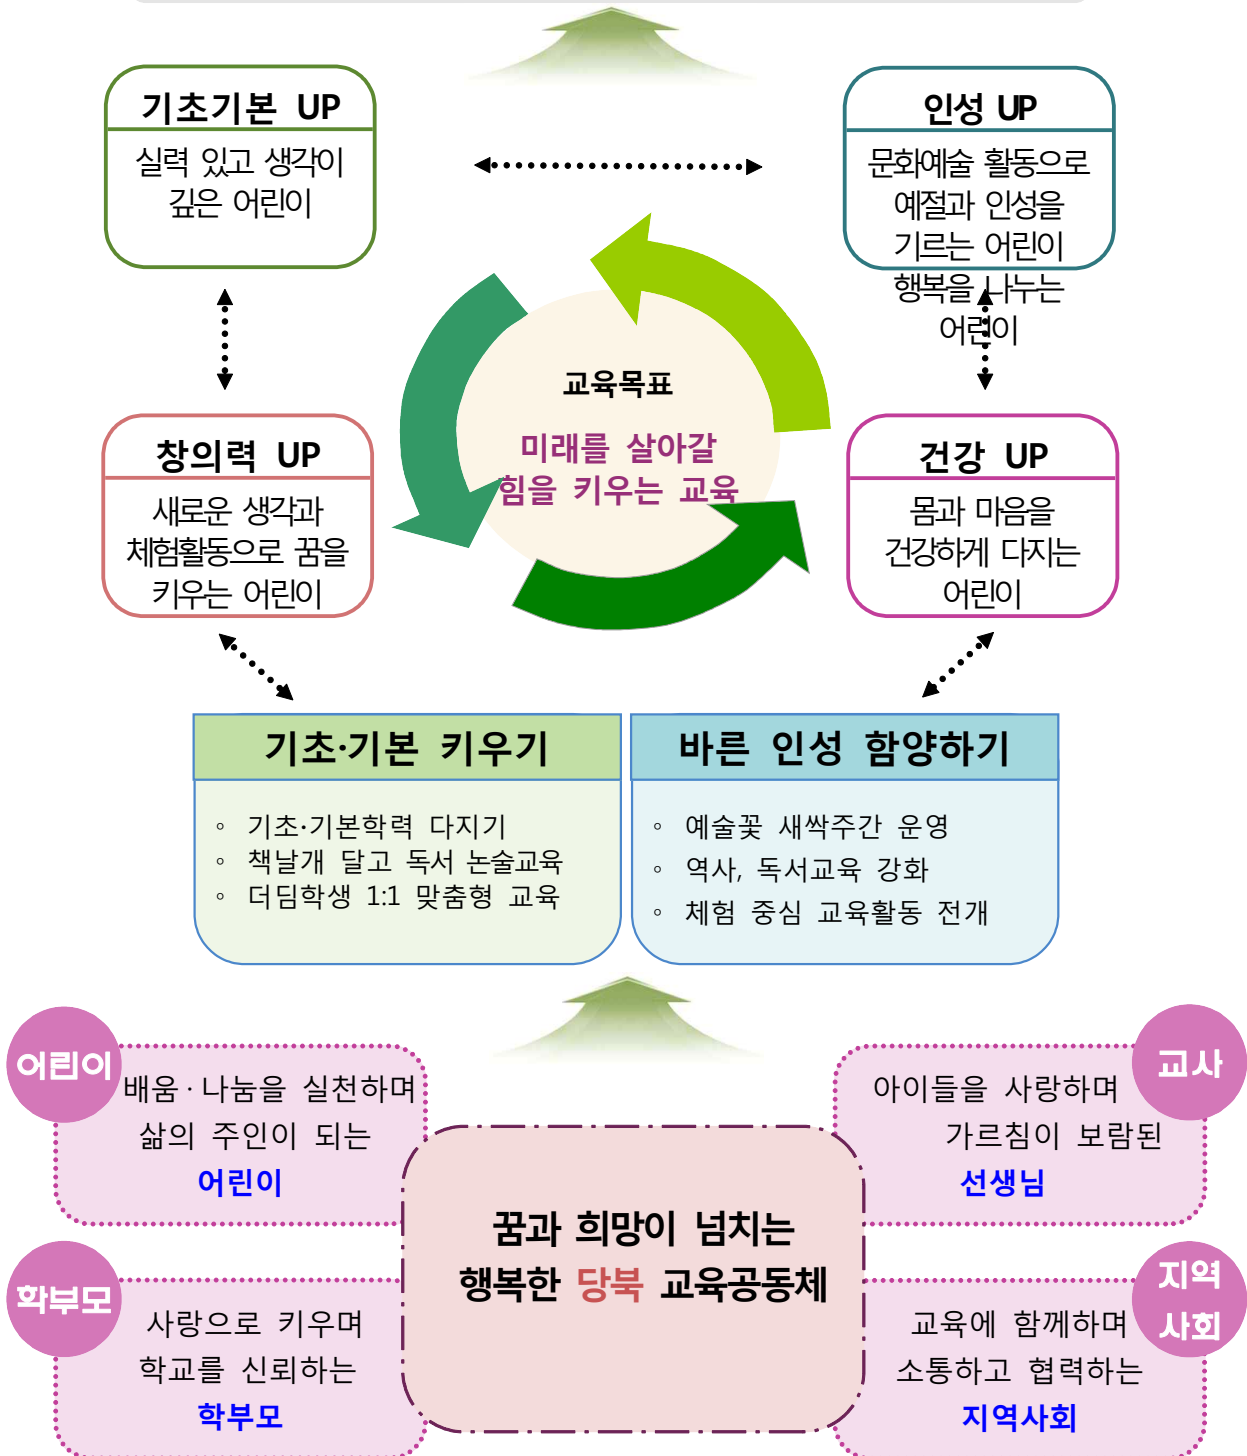 기초기본 UP
실력 있고 생각이
깊은 어린이
인성 UP
문화예술 활동으로
예절과 인성을
기르는 어린이
행복을 나누는
어린이
교육목표
미래를 살아갈
힘을 키우는 교육
창의력 UP
새로운 생각과
체험활동으로 꿈을
키우는 어린이
건강 UP
몸과 마음을
건강하게 다지는
어린이
기초·기본 키우기
◦ 기초·기본학력 다지기
◦ 책날개 달고 독서 논술교육
◦ 더딤학생 1:1 맞춤형 교육
바른 인성 함양하기
◦ 예술꽃 새싹주간 운영
◦ 역사, 독서교육 강화
◦ 체험 중심 교육활동 전개
어린이
배움·나눔을 실천하며
삶의 주인이 되는
어린이
교사
아이들을 사랑하며
가르침이 보람된
선생님
꿈과 희망이 넘치는
행복한 당북 교육공동체
학부모
사랑으로 키우며
학교를 신뢰하는
학부모
지역
사회
교육에 함께하며
소통하고 협력하는
지역사회